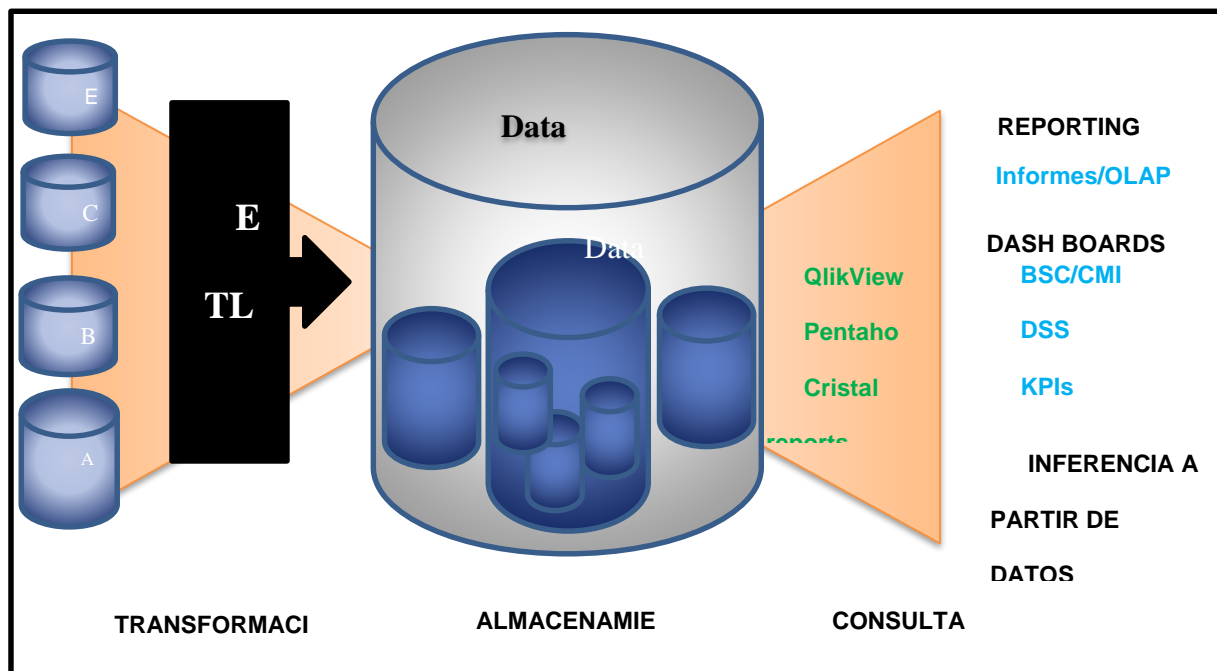 E
C
B
A
E
TL
Data
Data
QlikView
Pentaho
Cristal
reports
REPORTING
Informes/OLAP
DASH BOARDS
BSC/CMI
DSS
KPIs
INFERENCIA A
PARTIR DE
DATOS
TRANSFORMACI
ALMACENAMIE
CONSULTA